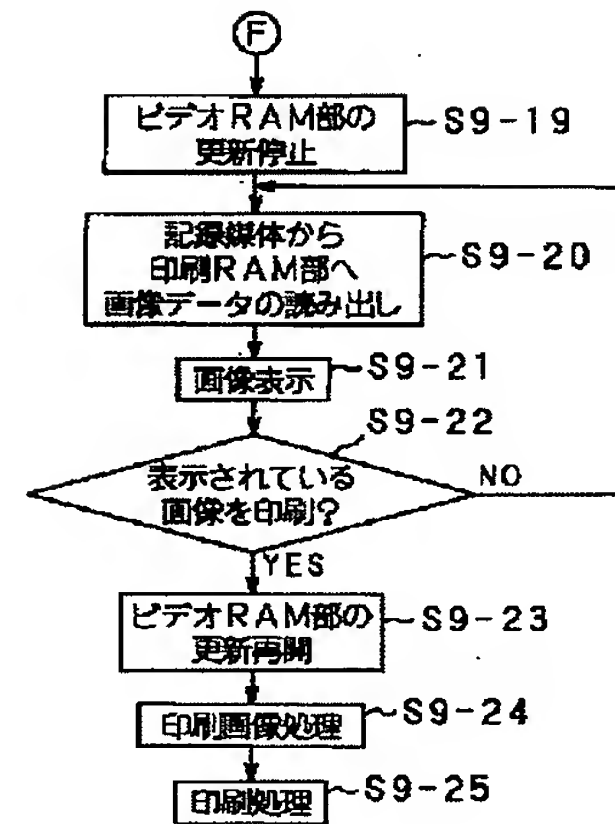 F
ビデオRAM部の
更新停止
S9-19
記録媒体から
印刷RAM部へ
画像データの読み出し
S9-20
画像表示
S9-21
S9-22
表示されている
画像を印刷?
NO
YES
ビデオRAM部の
更新再開
S9-23
印刷画像処理
S9-24
印刷処理
S9-25